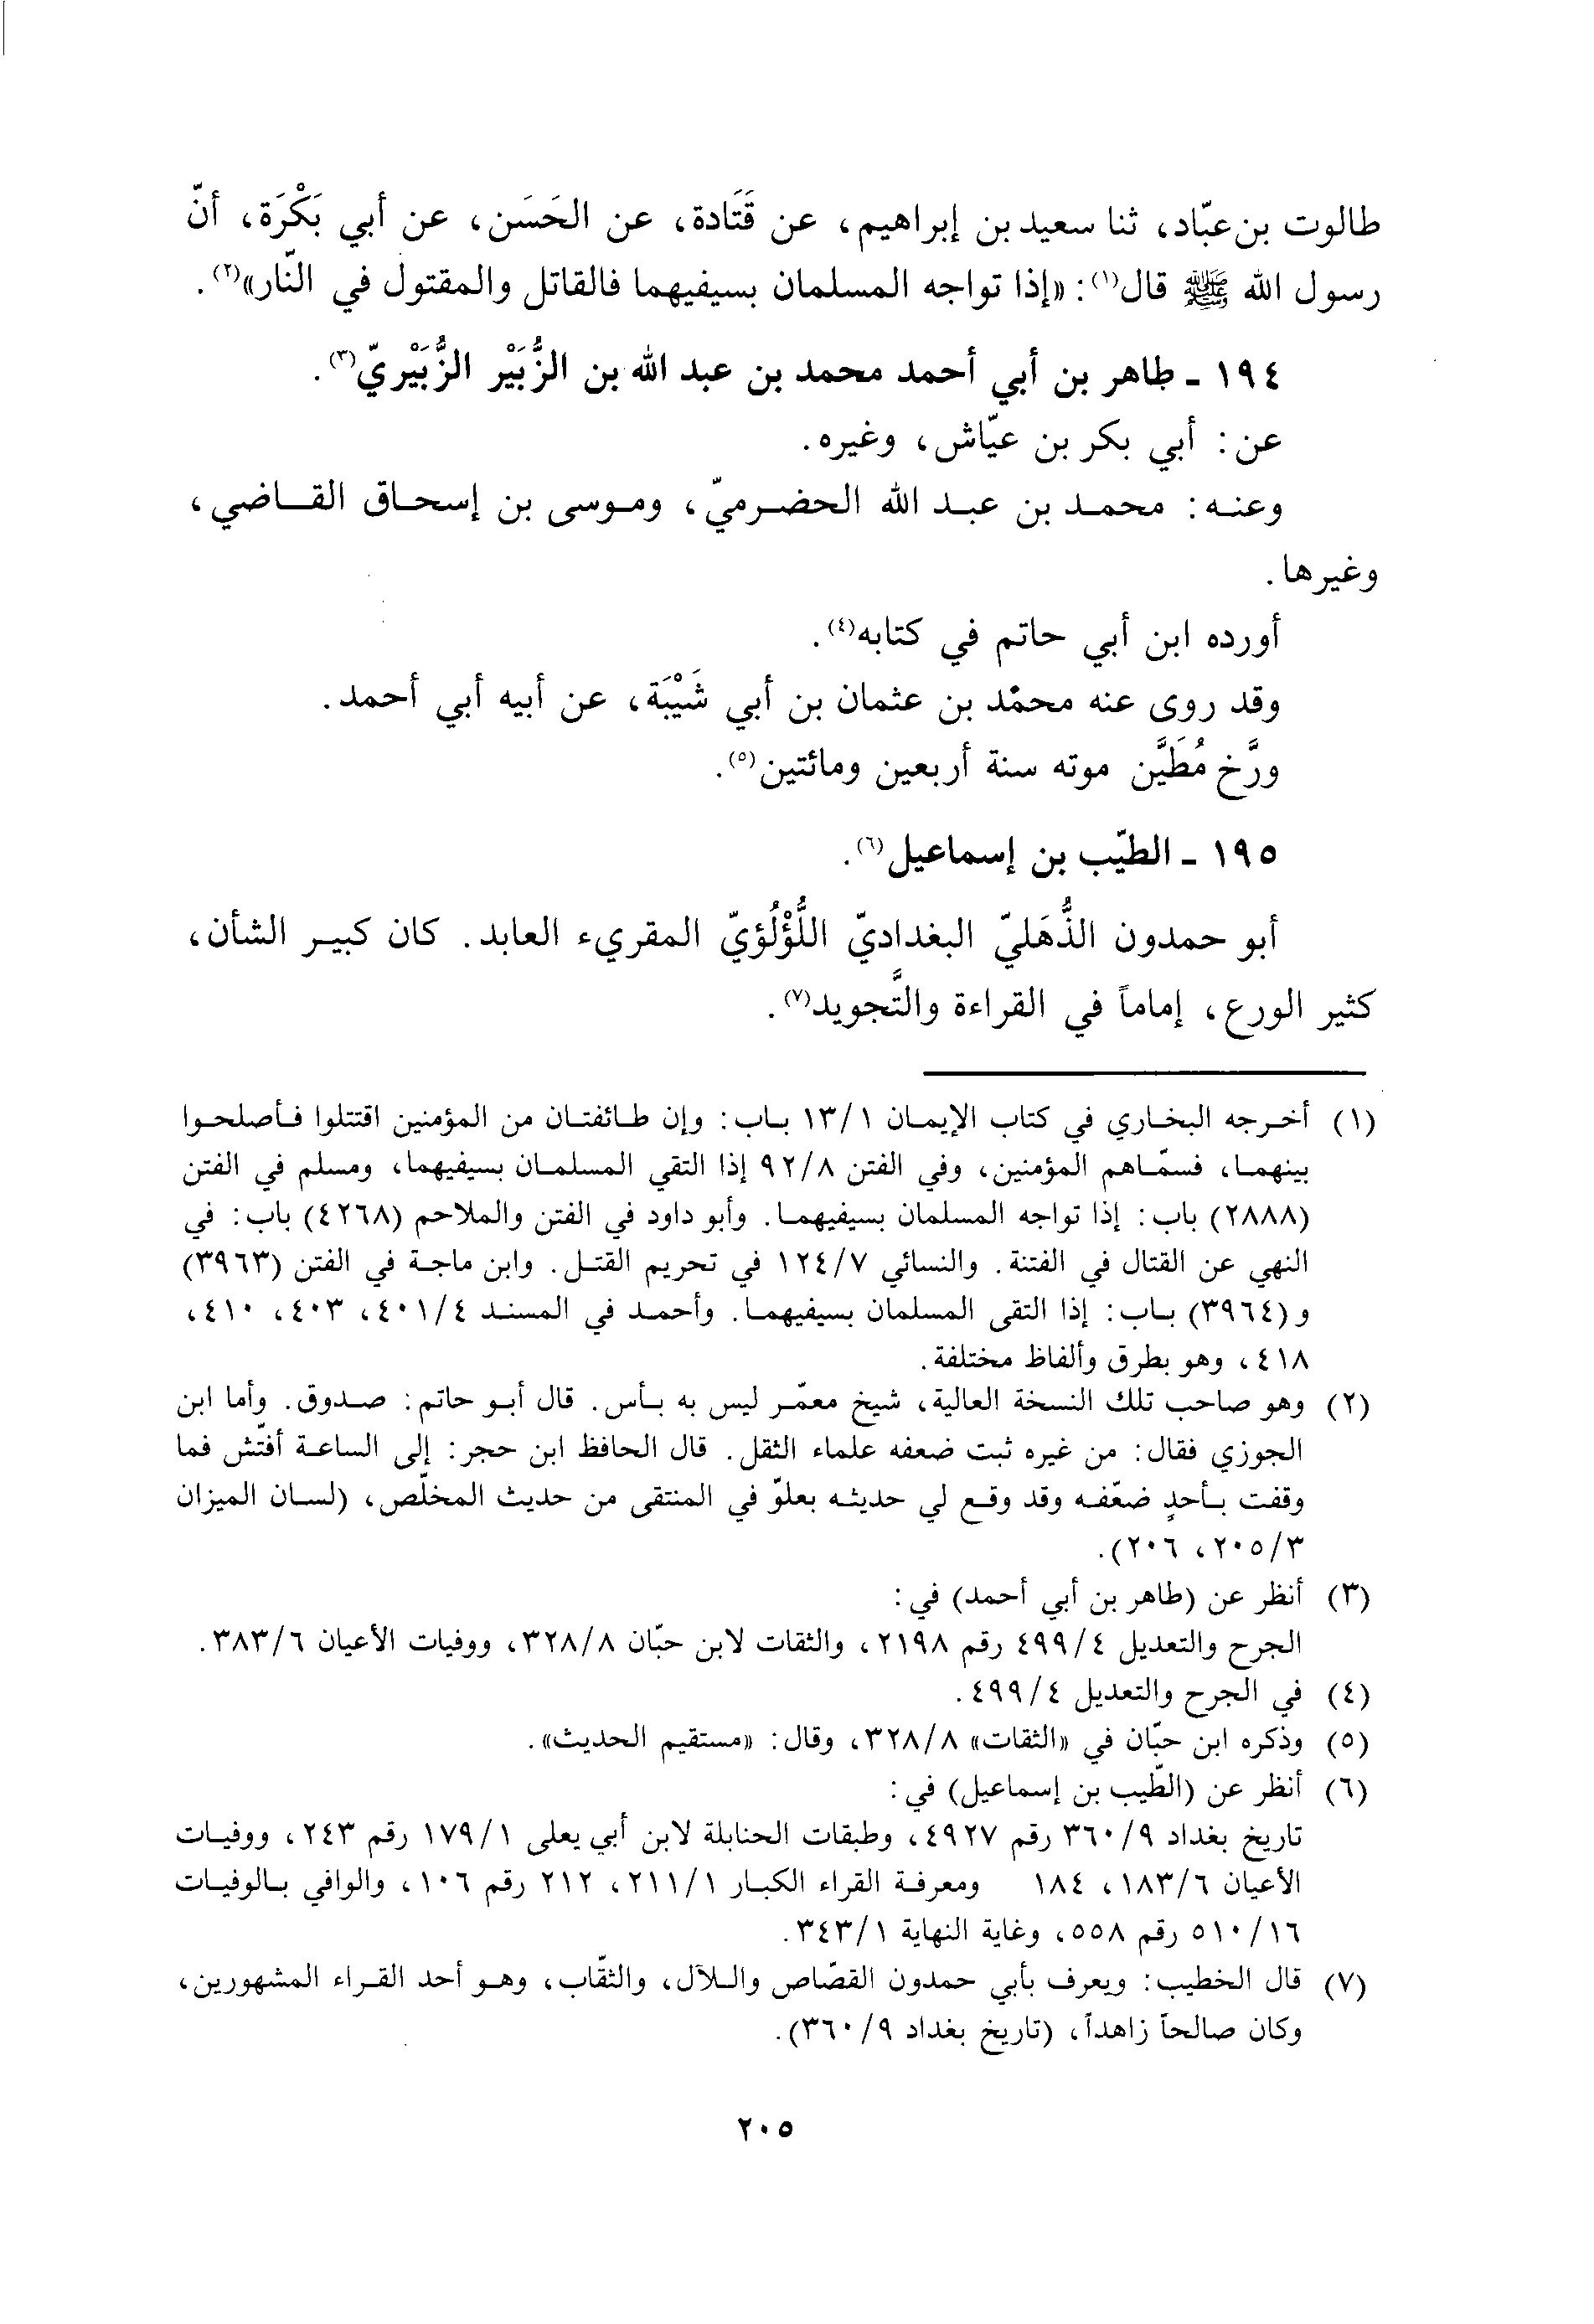 طالوت بن عبّاد، ثنا سعيد بن إبراهيم، عن قَتَادة، عن الحَسَن، عن أبي بَكْرَة، أنّ
رسول الله ﷺ قال(١): «إذا تواجه المسلمان بسيفيهما فالقاتل والمقتول في النّار»(٢).
١٩٤ ـ طاهر بن أبي أحمد محمد بن عبد الله بن الزُّبَيْر الزُّبَيْريّ(٣).
عن: أبي بكر بن عيّاش، وغيره.
وعنه: محمد بن عبد الله الحضرميّ، وموسى بن إسحاق القاضي،
وغيرها.
أورده ابن أبي حاتم في كتابه(٤).
وقد روى عنه محمّد بن عثمان بن أبي شَيْبَة، عن أبيه أبي أحمد.
ورَّخ مُطَيَّن موته سنة أربعين ومائتين(٥).
١٩٥ ـ الطيّب بن إسماعيل(٦).
أبو حمدون الذُّهَليّ البغداديّ اللُّؤْلُؤيّ المقريء العابد. كان كبير الشأن،
كثير الورع، إماماً في القراءة والتَّجويد(٧).
(١) أخرجه البخاري في كتاب الإيمان ١٣/١ باب: وإن طائفتان من المؤمنين اقتتلوا فأصلحوا
بينهما، فسمّاهم المؤمنين، وفي الفتن ٩٢/٨ إذا التقي المسلمان بسيفيهما، ومسلم في الفتن
(٢٨٨٨) باب: إذا تواجه المسلمان بسيفيهما. وأبو داود في الفتن والملاحم (٤٢٦٨) باب: في
النهي عن القتال في الفتنة. والنسائي ١٢٤/٧ في تحريم القتل. وابن ماجة في الفتن (٣٩٦٣)
و(٣٩٦٤) باب: إذا التقى المسلمان بسيفيهما. وأحمد في المسند ٤٠١/٤، ٤٠٣، ٤١٠،
٤١٨، وهو بطرق وألفاظ مختلفة.
(٢) وهو صاحب تلك النسخة العالية، شيخ معمّر ليس به بأس. قال أبو حاتم: صدوق. وأما ابن
الجوزي فقال: من غيره ثبت ضعفه علماء الثقل. قال الحافظ ابن حجر: إلى الساعة أفتّش فما
وقفت بأحدٍ ضعّفه وقد وقع لي حديثه بعلوّ في المنتقى من حديث المخلّص، (لسان الميزان
٢٠٥/٣، ٢٠٦).
(٣) أنظر عن (طاهر بن أبي أحمد) في:
الجرح والتعديل ٤٩٩/٤ رقم ٢١٩٨، والثقات لابن حبّان ٣٢٨/٨، ووفيات الأعيان ٣٨٣/٦.
(٤) في الجرح والتعديل ٤٩٩/٤.
(٥) وذكره ابن حبّان في «الثقات» ٣٢٨/٨، وقال: «مستقيم الحديث».
(٦) أنظر عن (الطّيب بن إسماعيل) في:
تاريخ بغداد ٣٦٠/٩ رقم ٤٩٢٧، وطبقات الحنابلة لابن أبي يعلى ١٧٩/١ رقم ٢٤٣، ووفيات
الأعيان ١٨٣/٦، ١٨٤ ومعرفة القراء الكبار ٢١١/١، ٢١٢ رقم ١٠٦، والوافي بالوفيات
٥١٠/١٦ رقم ٥٥٨، وغاية النهاية ٣٤٣/١.
(٧) قال الخطيب: ويعرف بأبي حمدون القصّاص واللآل، والثقّاب، وهو أحد القراء المشهورين،
وكان صالحاً زاهداً، (تاريخ بغداد ٣٦٠/٩).
٢٠٥